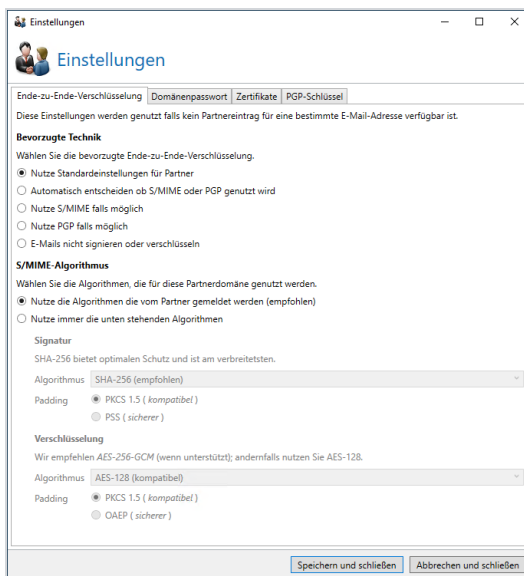 Einstellungen
Einstellungen
Ende-zu-Ende-Verschlüsselung Domänenpasswort Zertifikate PGP-Schlüssel
Diese Einstellungen werden genutzt falls kein Partnereintrag für eine bestimmte E-Mail-Adresse verfügbar ist.
Bevorzugte Technik
Wählen Sie die bevorzugte Ende-zu-Ende-Verschlüsselung.
Nutze Standardeinstellungen für Partner
Automatisch entscheiden ob S/MIME oder PGP genutzt wird
Nutze S/MIME falls möglich
Nutze PGP falls möglich
E-Mails nicht signieren oder verschlüsseln
S/MIME-Algorithmus
Wählen Sie die Algorithmen, die für diese Partnerdomäne genutzt werden.
Nutze die Algorithmen die vom Partner gemeldet werden (empfohlen)
Nutze immer die unten stehenden Algorithmen
Signatur
SHA-256 bietet optimalen Schutz und ist am verbreitetsten.
Algorithmus SHA-256 (empfohlen)
Padding PKCS 1.5 ( kompatibel )
PSS ( sicherer )
Verschlüsselung
Wir empfehlen AES-256-GCM (wenn unterstützt); andernfalls nutzen Sie AES-128.
Algorithmus AES-128 (kompatibel)
Padding PKCS 1.5 ( kompatibel )
OAEP ( sicherer )
Speichern und schließen Abbrechen und schließen